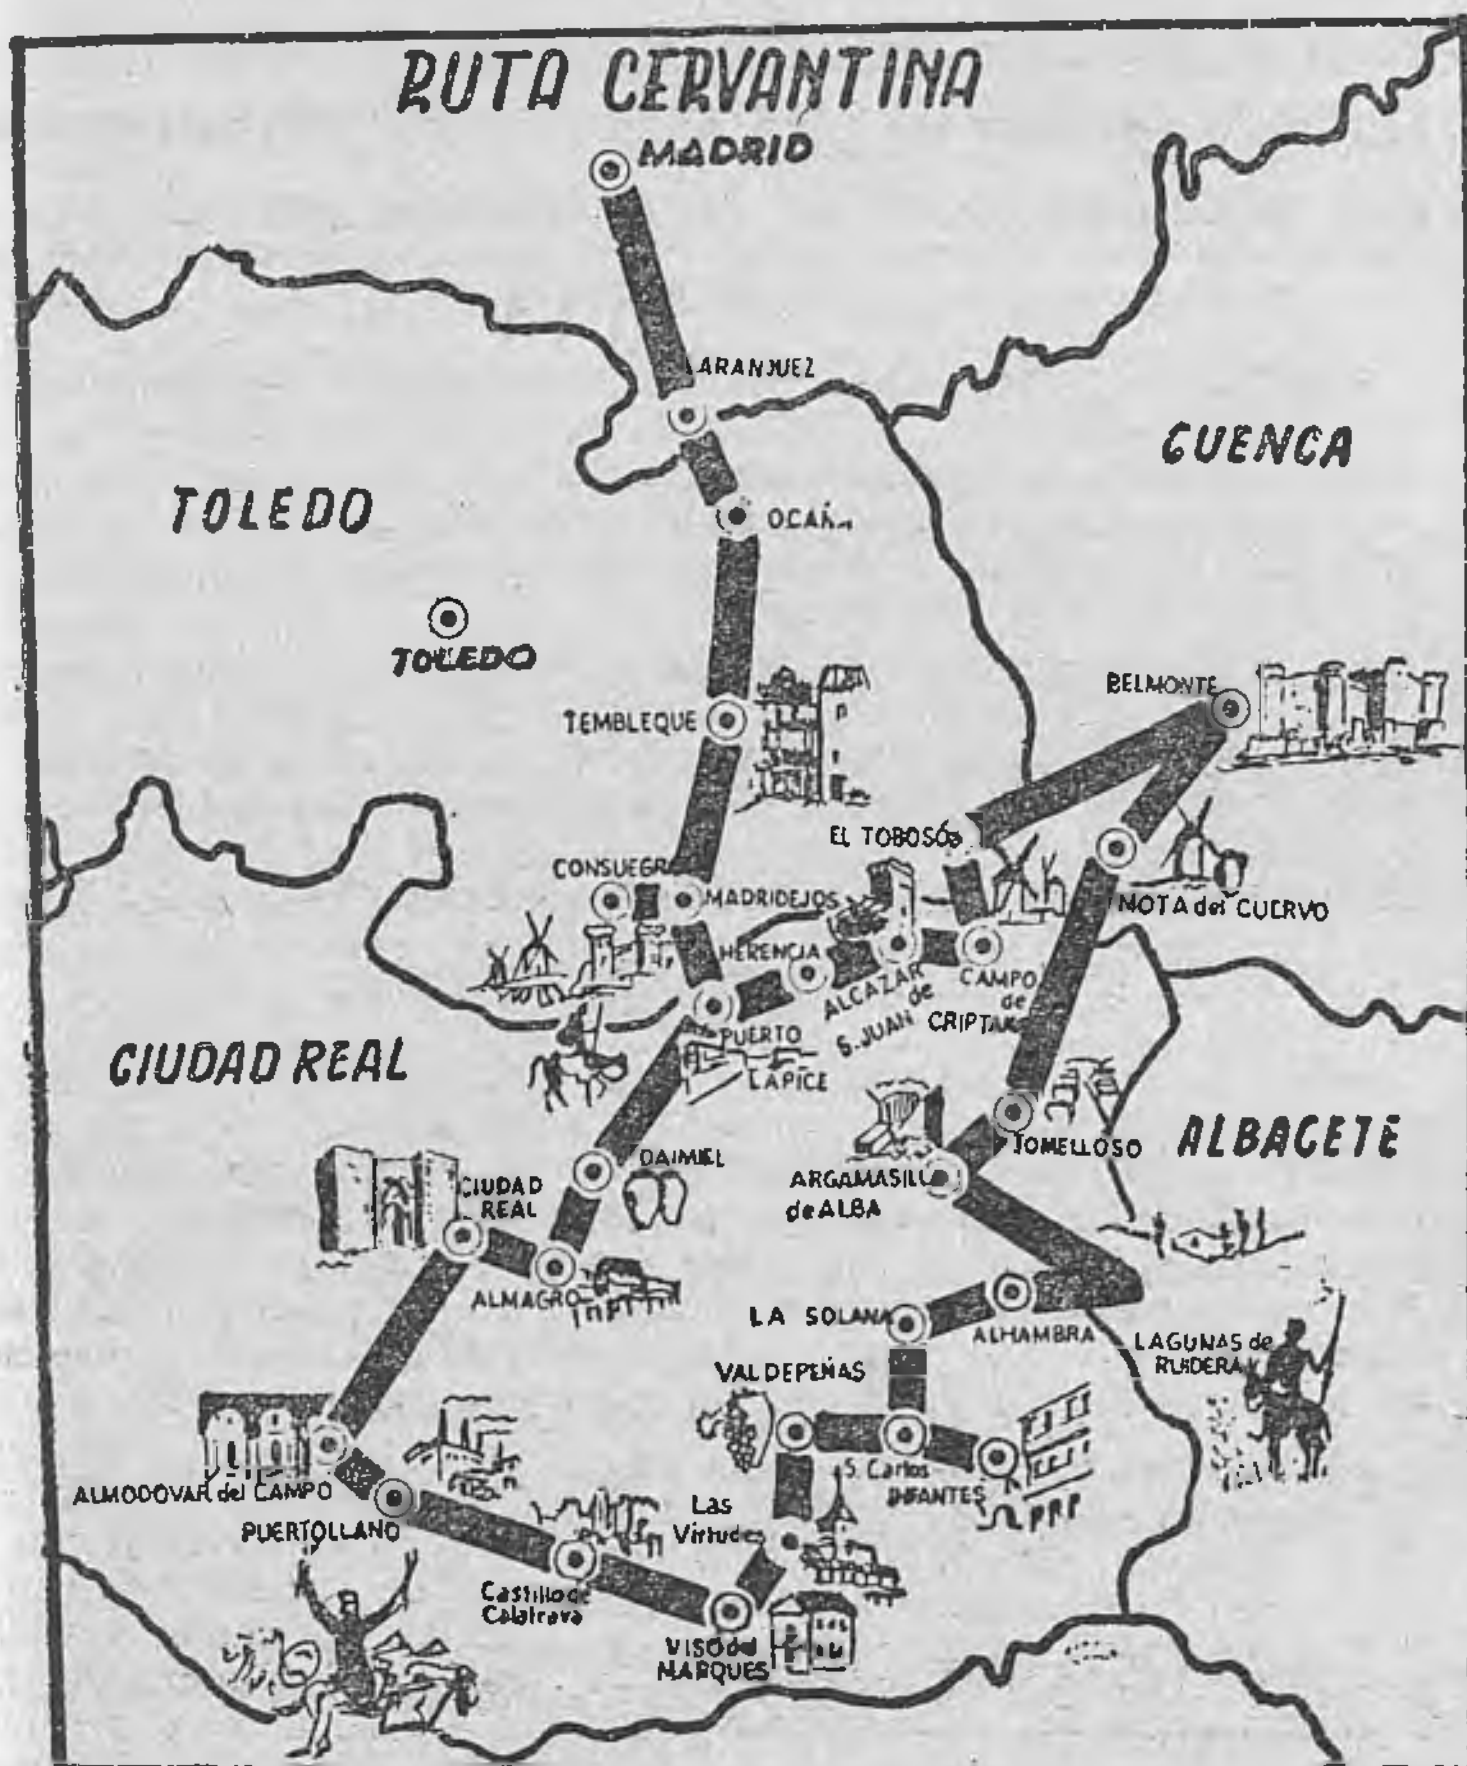 RUTA CERVANTINA
MADRID
ARANJUEZ
CUENCA
TOLEDO
OCAÑA
TOLEDO
BELMONTE
TEMBLEQUE
EL TOBOSO
CONSUEGRA
MADRIDEJOS
MOTA del CUERVO
HERENCIA
ALCAZAR
de
S. JUAN
CAMPO
de
CRIPTANA
PUERTO
LAPICE
CIUDAD REAL
ALBACETE
TOMELLOSO
DAIMIEL
ARGAMASILLA
de ALBA
CIUDAD
REAL
ALMAGRO
LA SOLANA
ALHAMBRA
LAGUNAS de
RUIDERA
VALDEPEÑAS
S. Carlos
INFANTES
ALMODOVAR del CAMPO
PUERTOLLANO
Las
Virtudes
Castillo de
Calatrava
VISO del
MARQUES